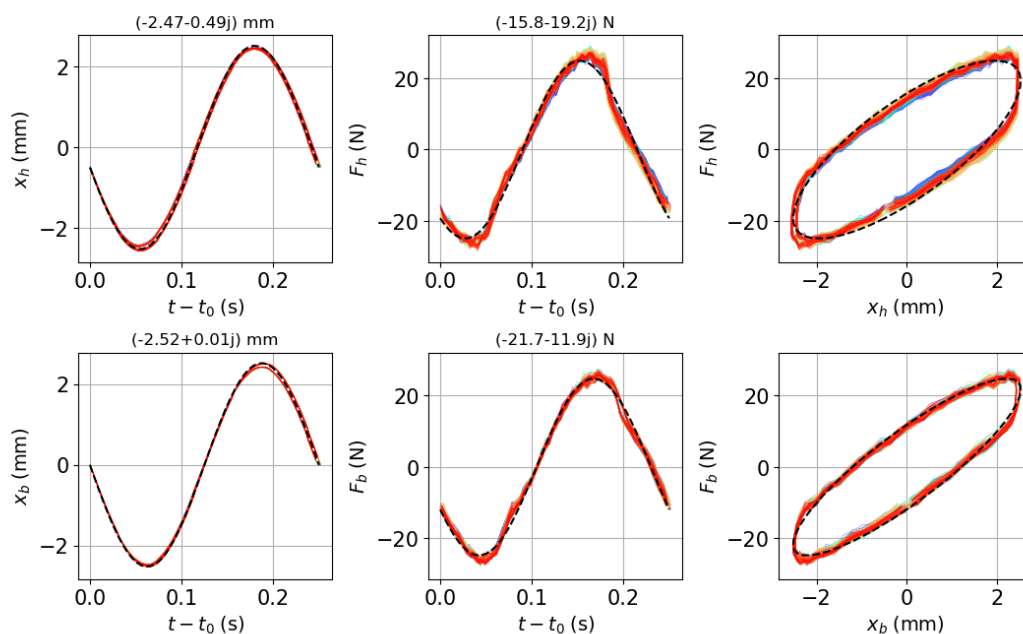 (-2.47-0.49j) mm
(-15.8-19.2j) N
x_h (mm)
2
0
−2
0.0
0.1
0.2
t − t_0 (s)
F_h (N)
20
0
−20
0.0
0.1
0.2
t − t_0 (s)
F_h (N)
20
0
−20
−2
0
2
x_h (mm)
(-2.52+0.01j) mm
(-21.7-11.9j) N
x_b (mm)
2
0
−2
0.0
0.1
0.2
t − t_0 (s)
F_b (N)
20
0
−20
0.0
0.1
0.2
t − t_0 (s)
F_b (N)
20
0
−20
−2
0
2
x_b (mm)